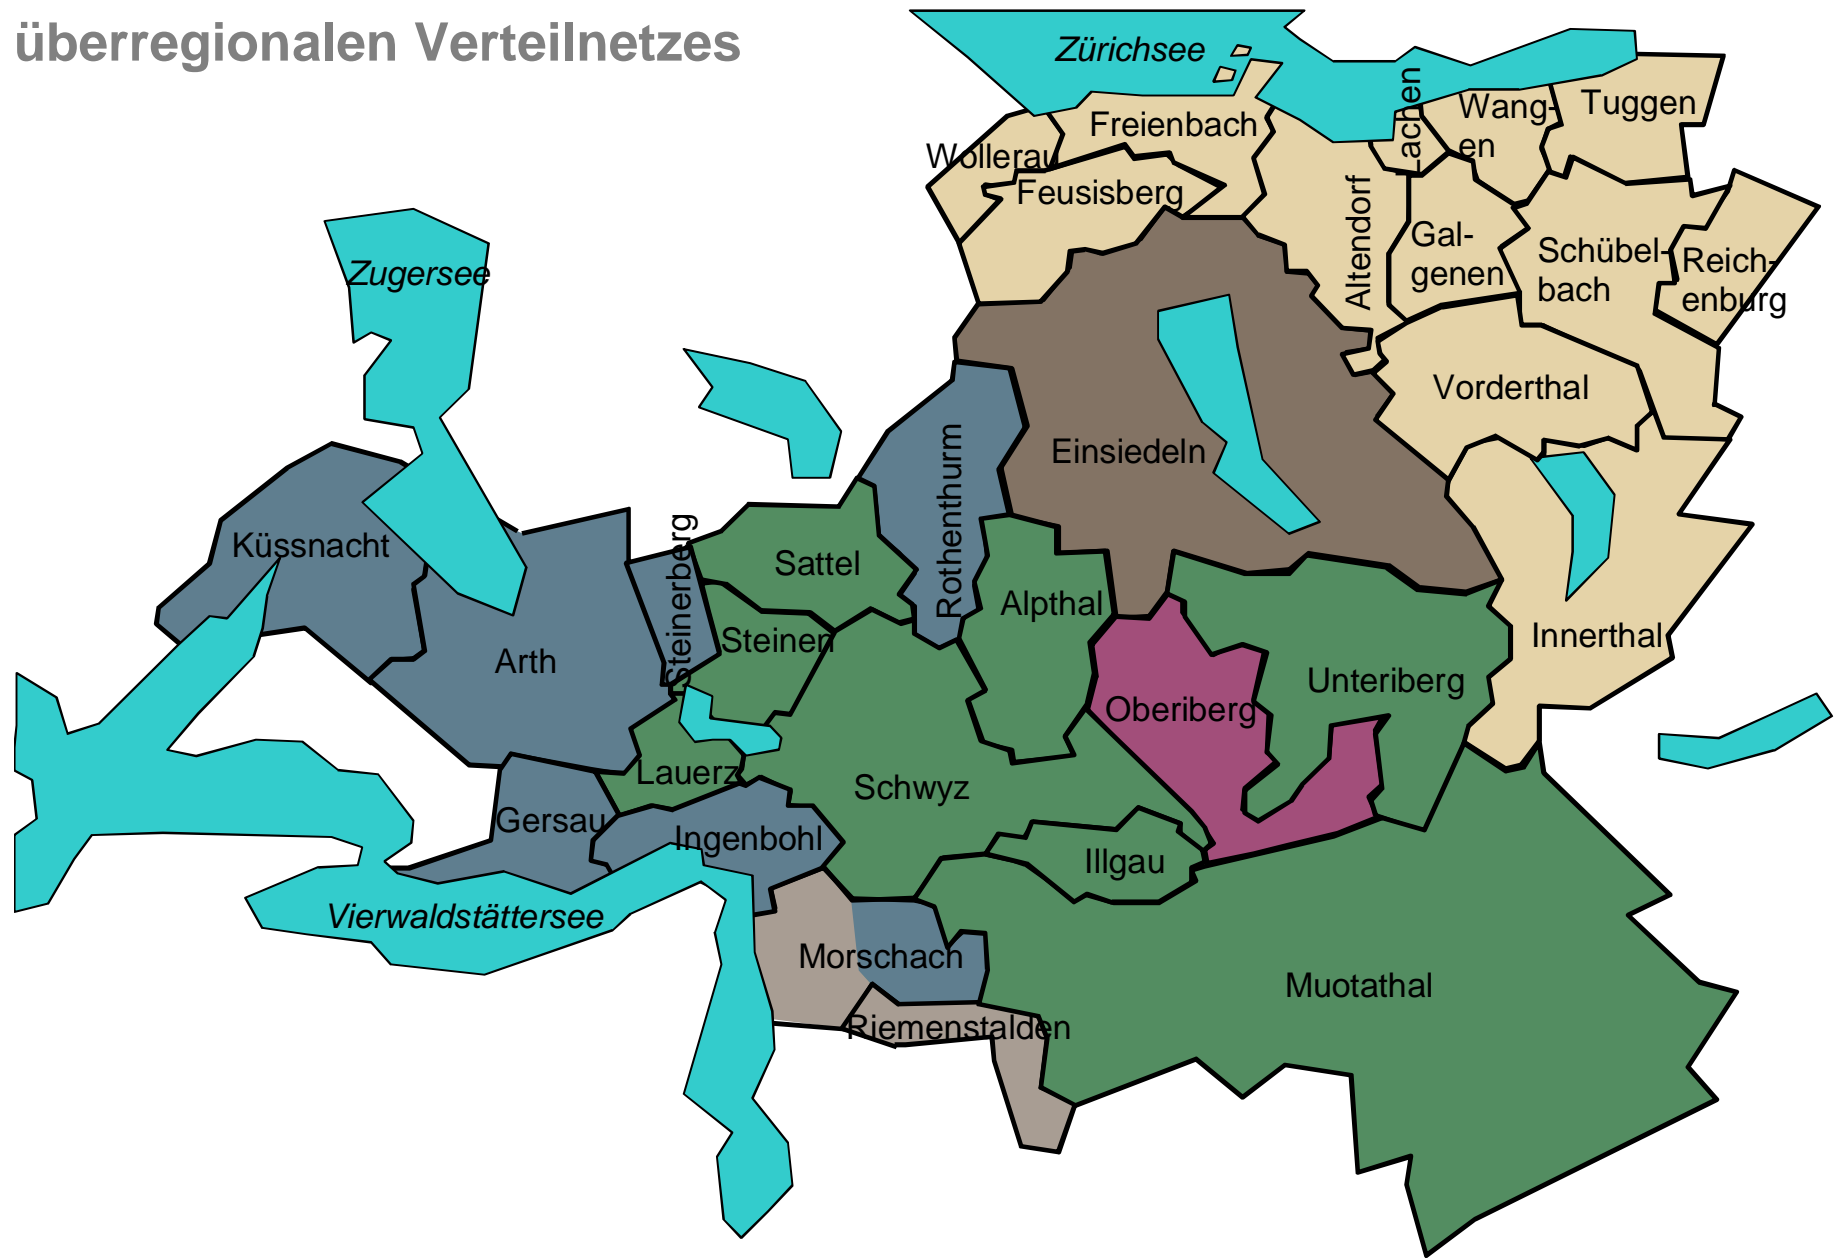 überregionalen Verteilnetzes
Zürichsee
Lachen
Wang-
en
Tuggen
Freienbach
Wollerau
Feusisberg
Altendorf
Gal-
genen
Schübel-
bach
Reich-
enburg
Zugersee
Vorderthal
Einsiedeln
Rothenthurm
Küssnacht
Steinerberg
Sattel
Alpthal
Innerthal
Arth
Steinen
Unteriberg
Oberiberg
Lauerz
Schwyz
Gersau
Ingenbohl
Illgau
Vierwaldstättersee
Morschach
Muotathal
Riemenstalden